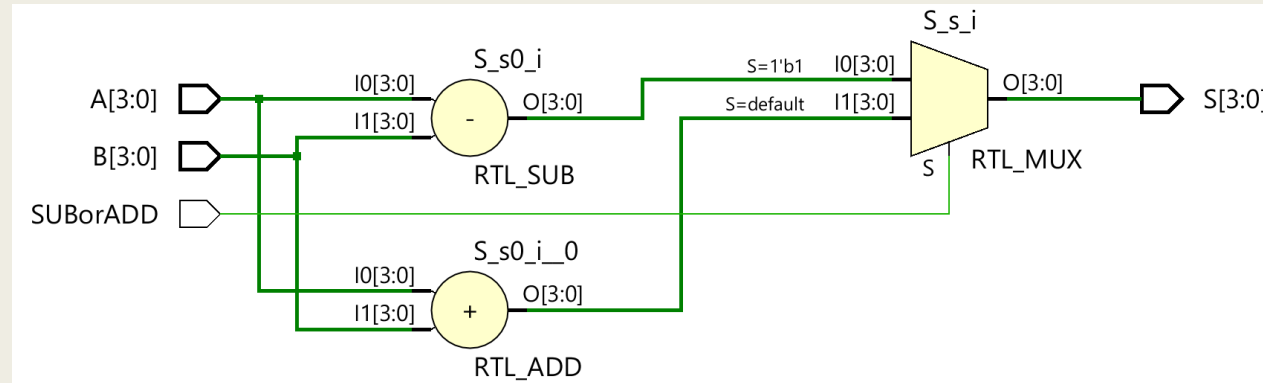 S_s_i
S_s0_i
S=1'b1
I0[3:0]
O[3:0]
A[3:0]
I0[3:0]
O[3:0]
S=default
I1[3:0]
S[3:0]
I1[3:0]
-
B[3:0]
S
RTL_MUX
RTL_SUB
SUBorADD
S_s0_i__0
I0[3:0]
O[3:0]
I1[3:0]
+
RTL_ADD